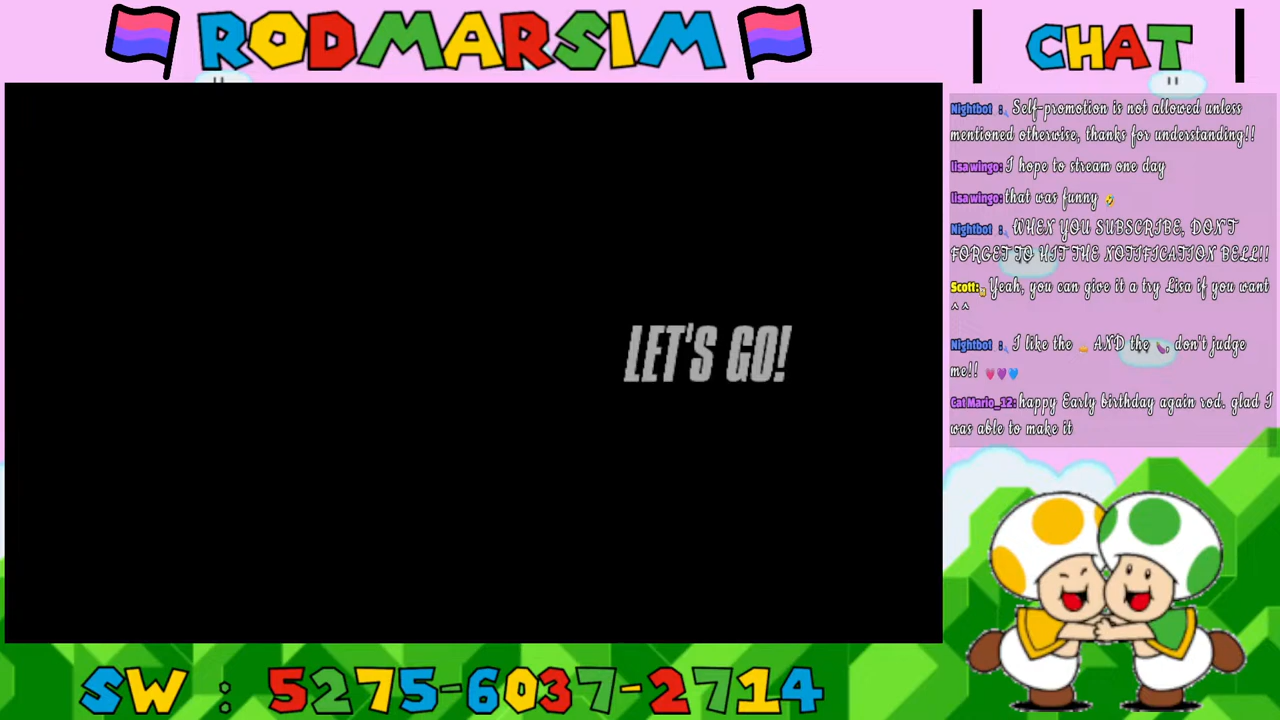 RODMARSIM
CHAT
Nightbot : Self-promotion is not allowed unless
mentioned otherwise, thanks for understanding!!
lisa wingo: I hope to stream one day
lisa wingo: that was funny 🤣
Nightbot : WHEN YOU SUBSCRIBE, DON'T
FORGET TO HIT THE NOTIFICATION BELL!!
Scott: Yeah, you can give it a try Lisa if you want
^^
Nightbot : I like the 🍑 AND the 🍆, don't judge
me!! 💗💜💙
Cat Mario_12: happy Early birthday again rod. glad I
was able to make it
LET'S GO!
SW : 5275-6037-2714